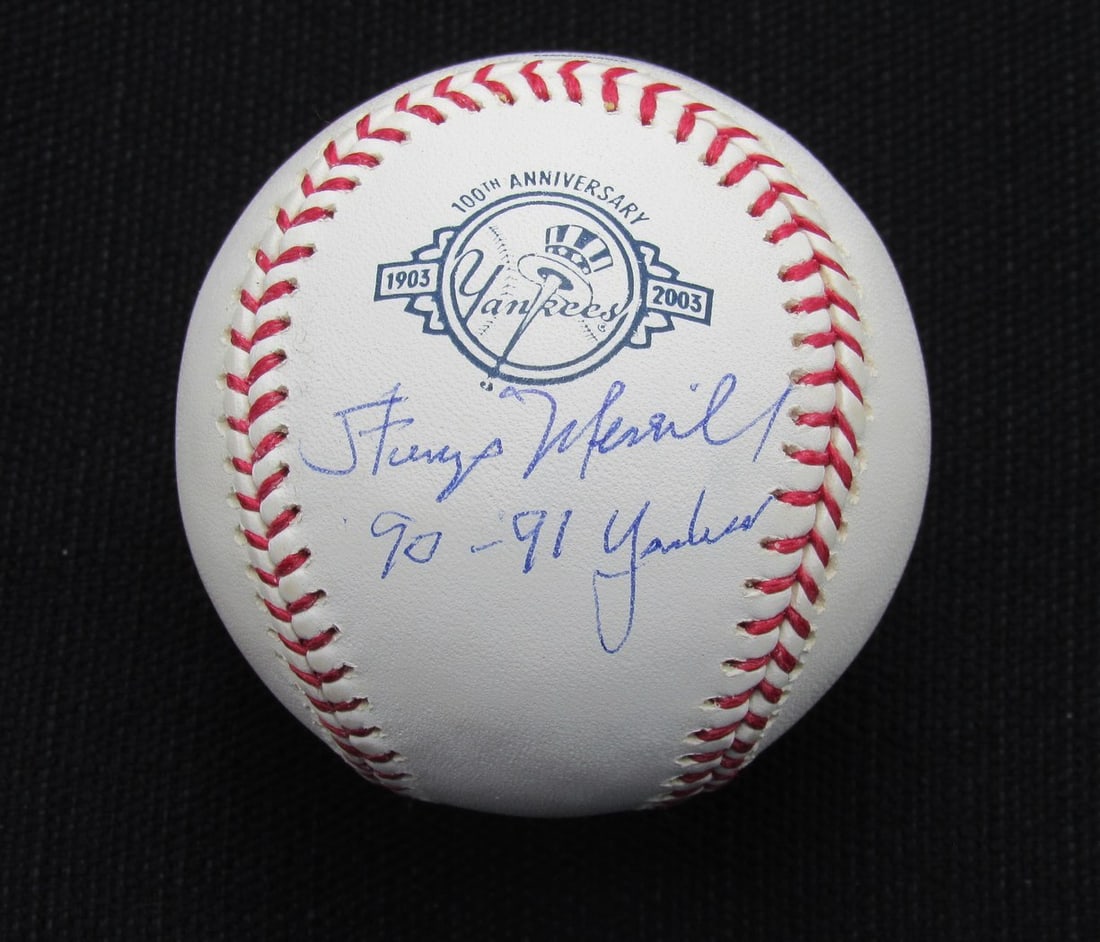 100TH ANNIVERSARY
1903 Yankees 2003
Stump Merrill
'90 - 91 Yankees